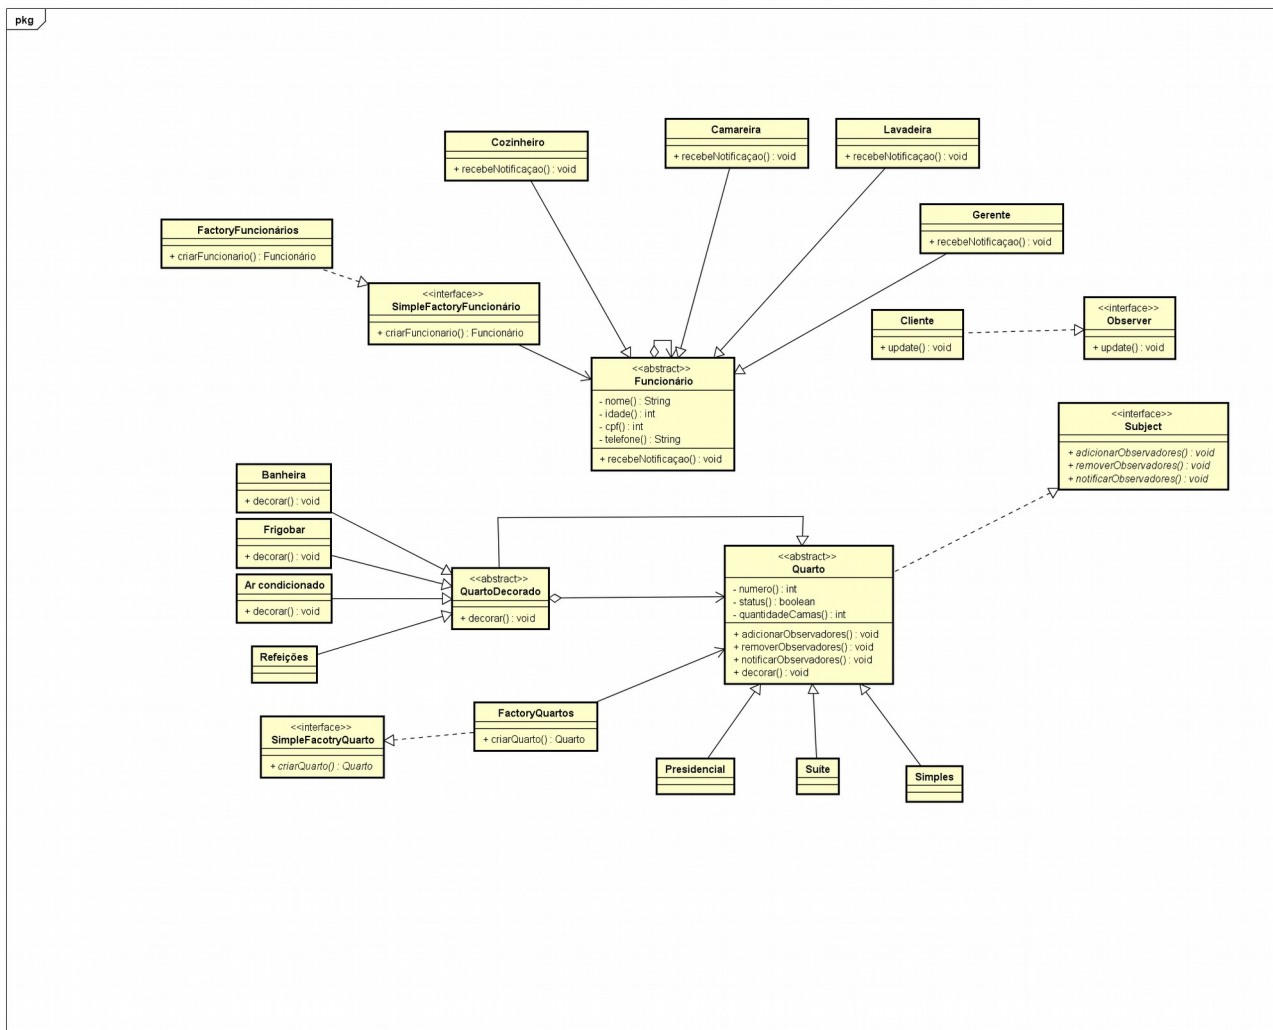 pkg
Cozinheiro
+ recebeNotificaçao() : void
Camareira
+ recebeNotificaçao() : void
Lavadeira
+ recebeNotificaçao() : void
Gerente
+ recebeNotificaçao() : void
FactoryFuncionários
+ criarFuncionario() : Funcionário
<<interface>>
SimpleFactoryFuncionário
+ criarFuncionario() : Funcionário
Cliente
+ update() : void
<<interface>>
Observer
+ update() : void
<<abstract>>
Funcionário
- nome() : String
- idade() : int
- cpf() : int
- telefone() : String
+ recebeNotificaçao() : void
<<interface>>
Subject
+ adicionarObservadores() : void
+ removerObservadores() : void
+ notificarObservadores() : void
Banheira
+ decorar() : void
Frigobar
+ decorar() : void
Ar condicionado
+ decorar() : void
Refeições
<<abstract>>
QuartoDecorado
+ decorar() : void
<<abstract>>
Quarto
- numero() : int
- status() : boolean
- quantidadeCamas() : int
+ adicionarObservadores() : void
+ removerObservadores() : void
+ notificarObservadores() : void
+ decorar() : void
<<interface>>
SimpleFacotryQuarto
+ criarQuarto() : Quarto
FactoryQuartos
+ criarQuarto() : Quarto
Presidencial
Suíte
Simples